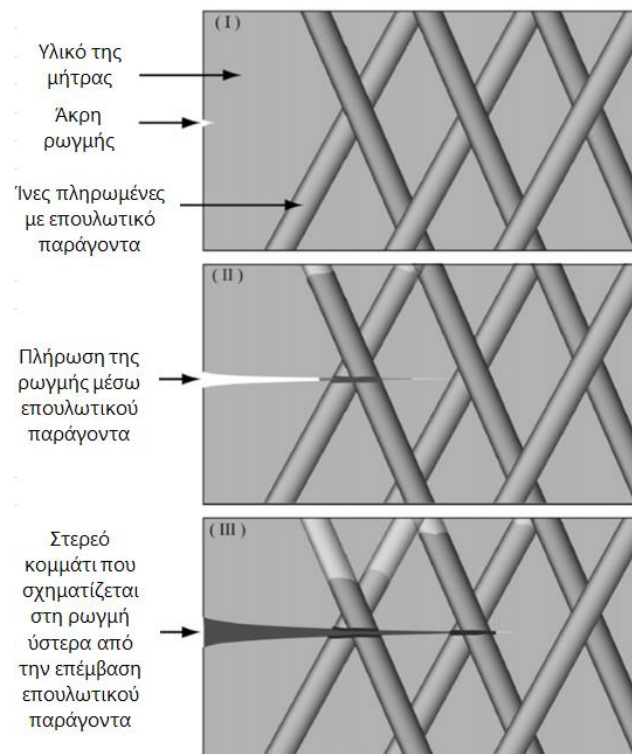 ( I )
Υλικό της
μήτρας
Άκρη
ρωγμής
Ίνες πληρωμένες
με επουλωτικό
παράγοντα
( II )
Πλήρωση της
ρωγμής μέσω
επουλωτικού
παράγοντα
( III )
Στερεό
κομμάτι που
σχηματίζεται
στη ρωγμή
ύστερα από
την επέμβαση
επουλωτικού
παράγοντα